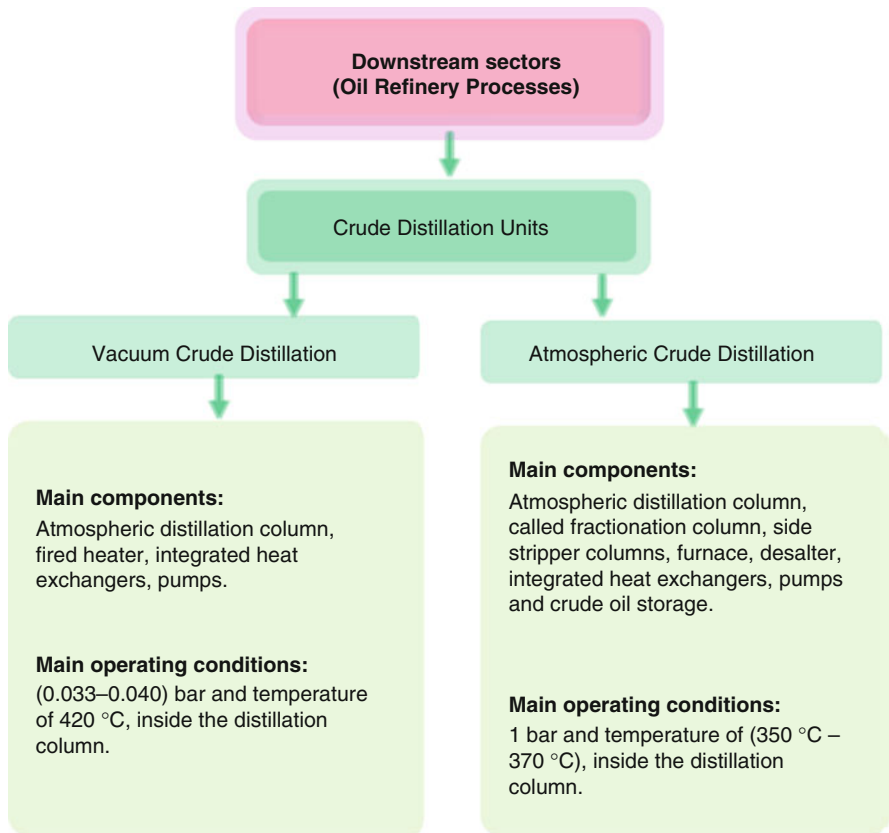 Downstream sectors
(Oil Refinery Processes)
Crude Distillation Units
Vacuum Crude Distillation
Main components:
Atmospheric distillation column,
fired heater, integrated heat
exchangers, pumps.
Main operating conditions:
(0.033–0.040) bar and temperature
of 420 °C, inside the distillation
column.
Atmospheric Crude Distillation
Main components:
Atmospheric distillation column,
called fractionation column, side
stripper columns, furnace, desalter,
integrated heat exchangers, pumps
and crude oil storage.
Main operating conditions:
1 bar and temperature of (350 °C –
370 °C), inside the distillation
column.